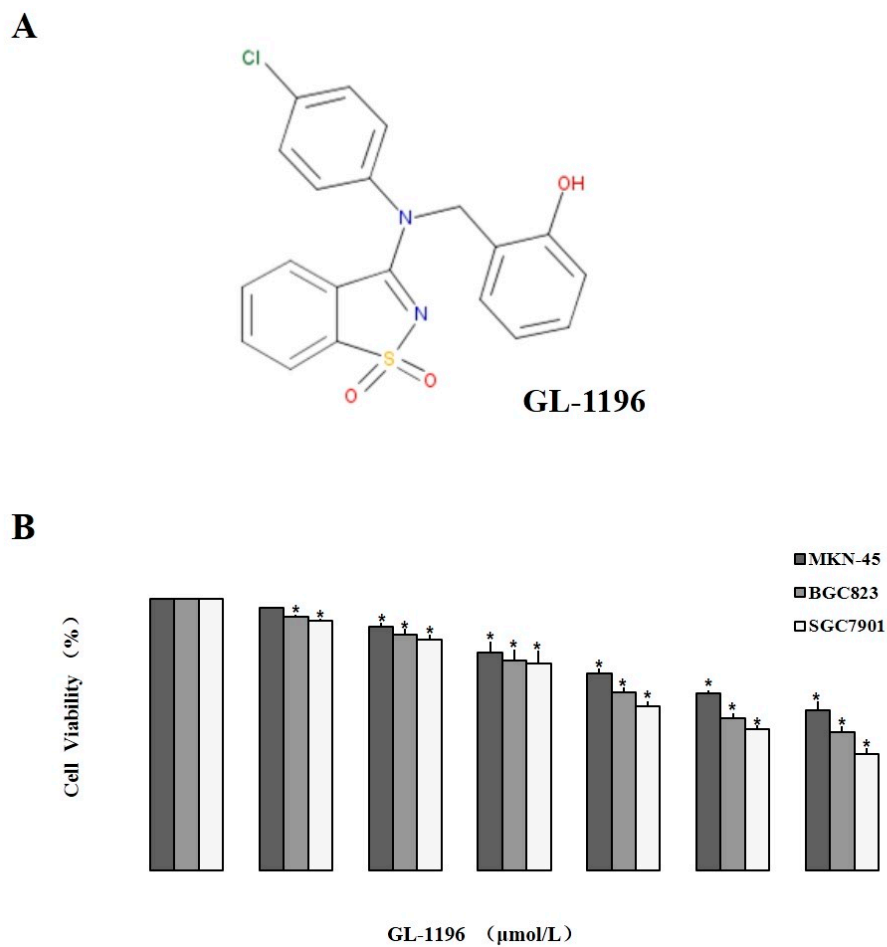 A
Cl
OH
N
N
S
O
O
GL-1196
B
MKN-45
BGC823
SGC7901
Cell Viability（%）
* *
* * *
* * *
* * *
* * *
* * *
GL-1196 （μmol/L）